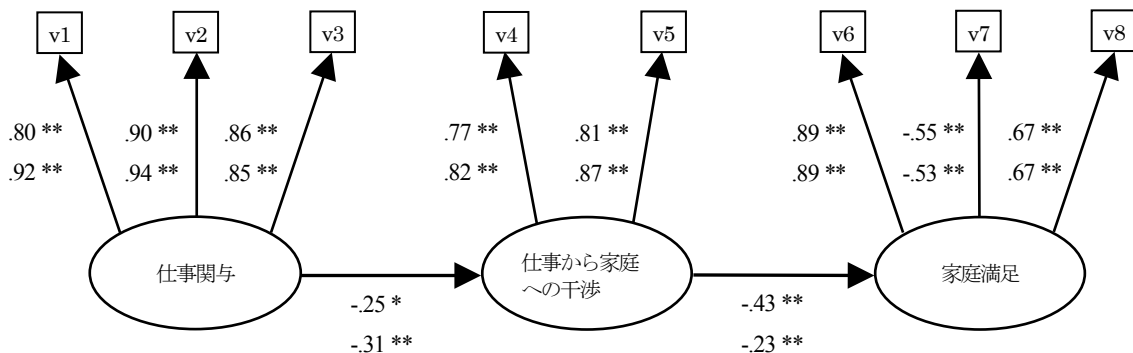 v1 v2 v3 v4 v5 v6 v7 v8
.80 ** .90 ** .86 ** .77 ** .81 ** .89 ** -.55 ** .67 **
.92 ** .94 ** .85 ** .82 ** .87 ** .89 ** -.53 ** .67 **
仕事関与
仕事から家庭
への干渉
家庭満足
-.25 * -.43 **
-.31 ** -.23 **